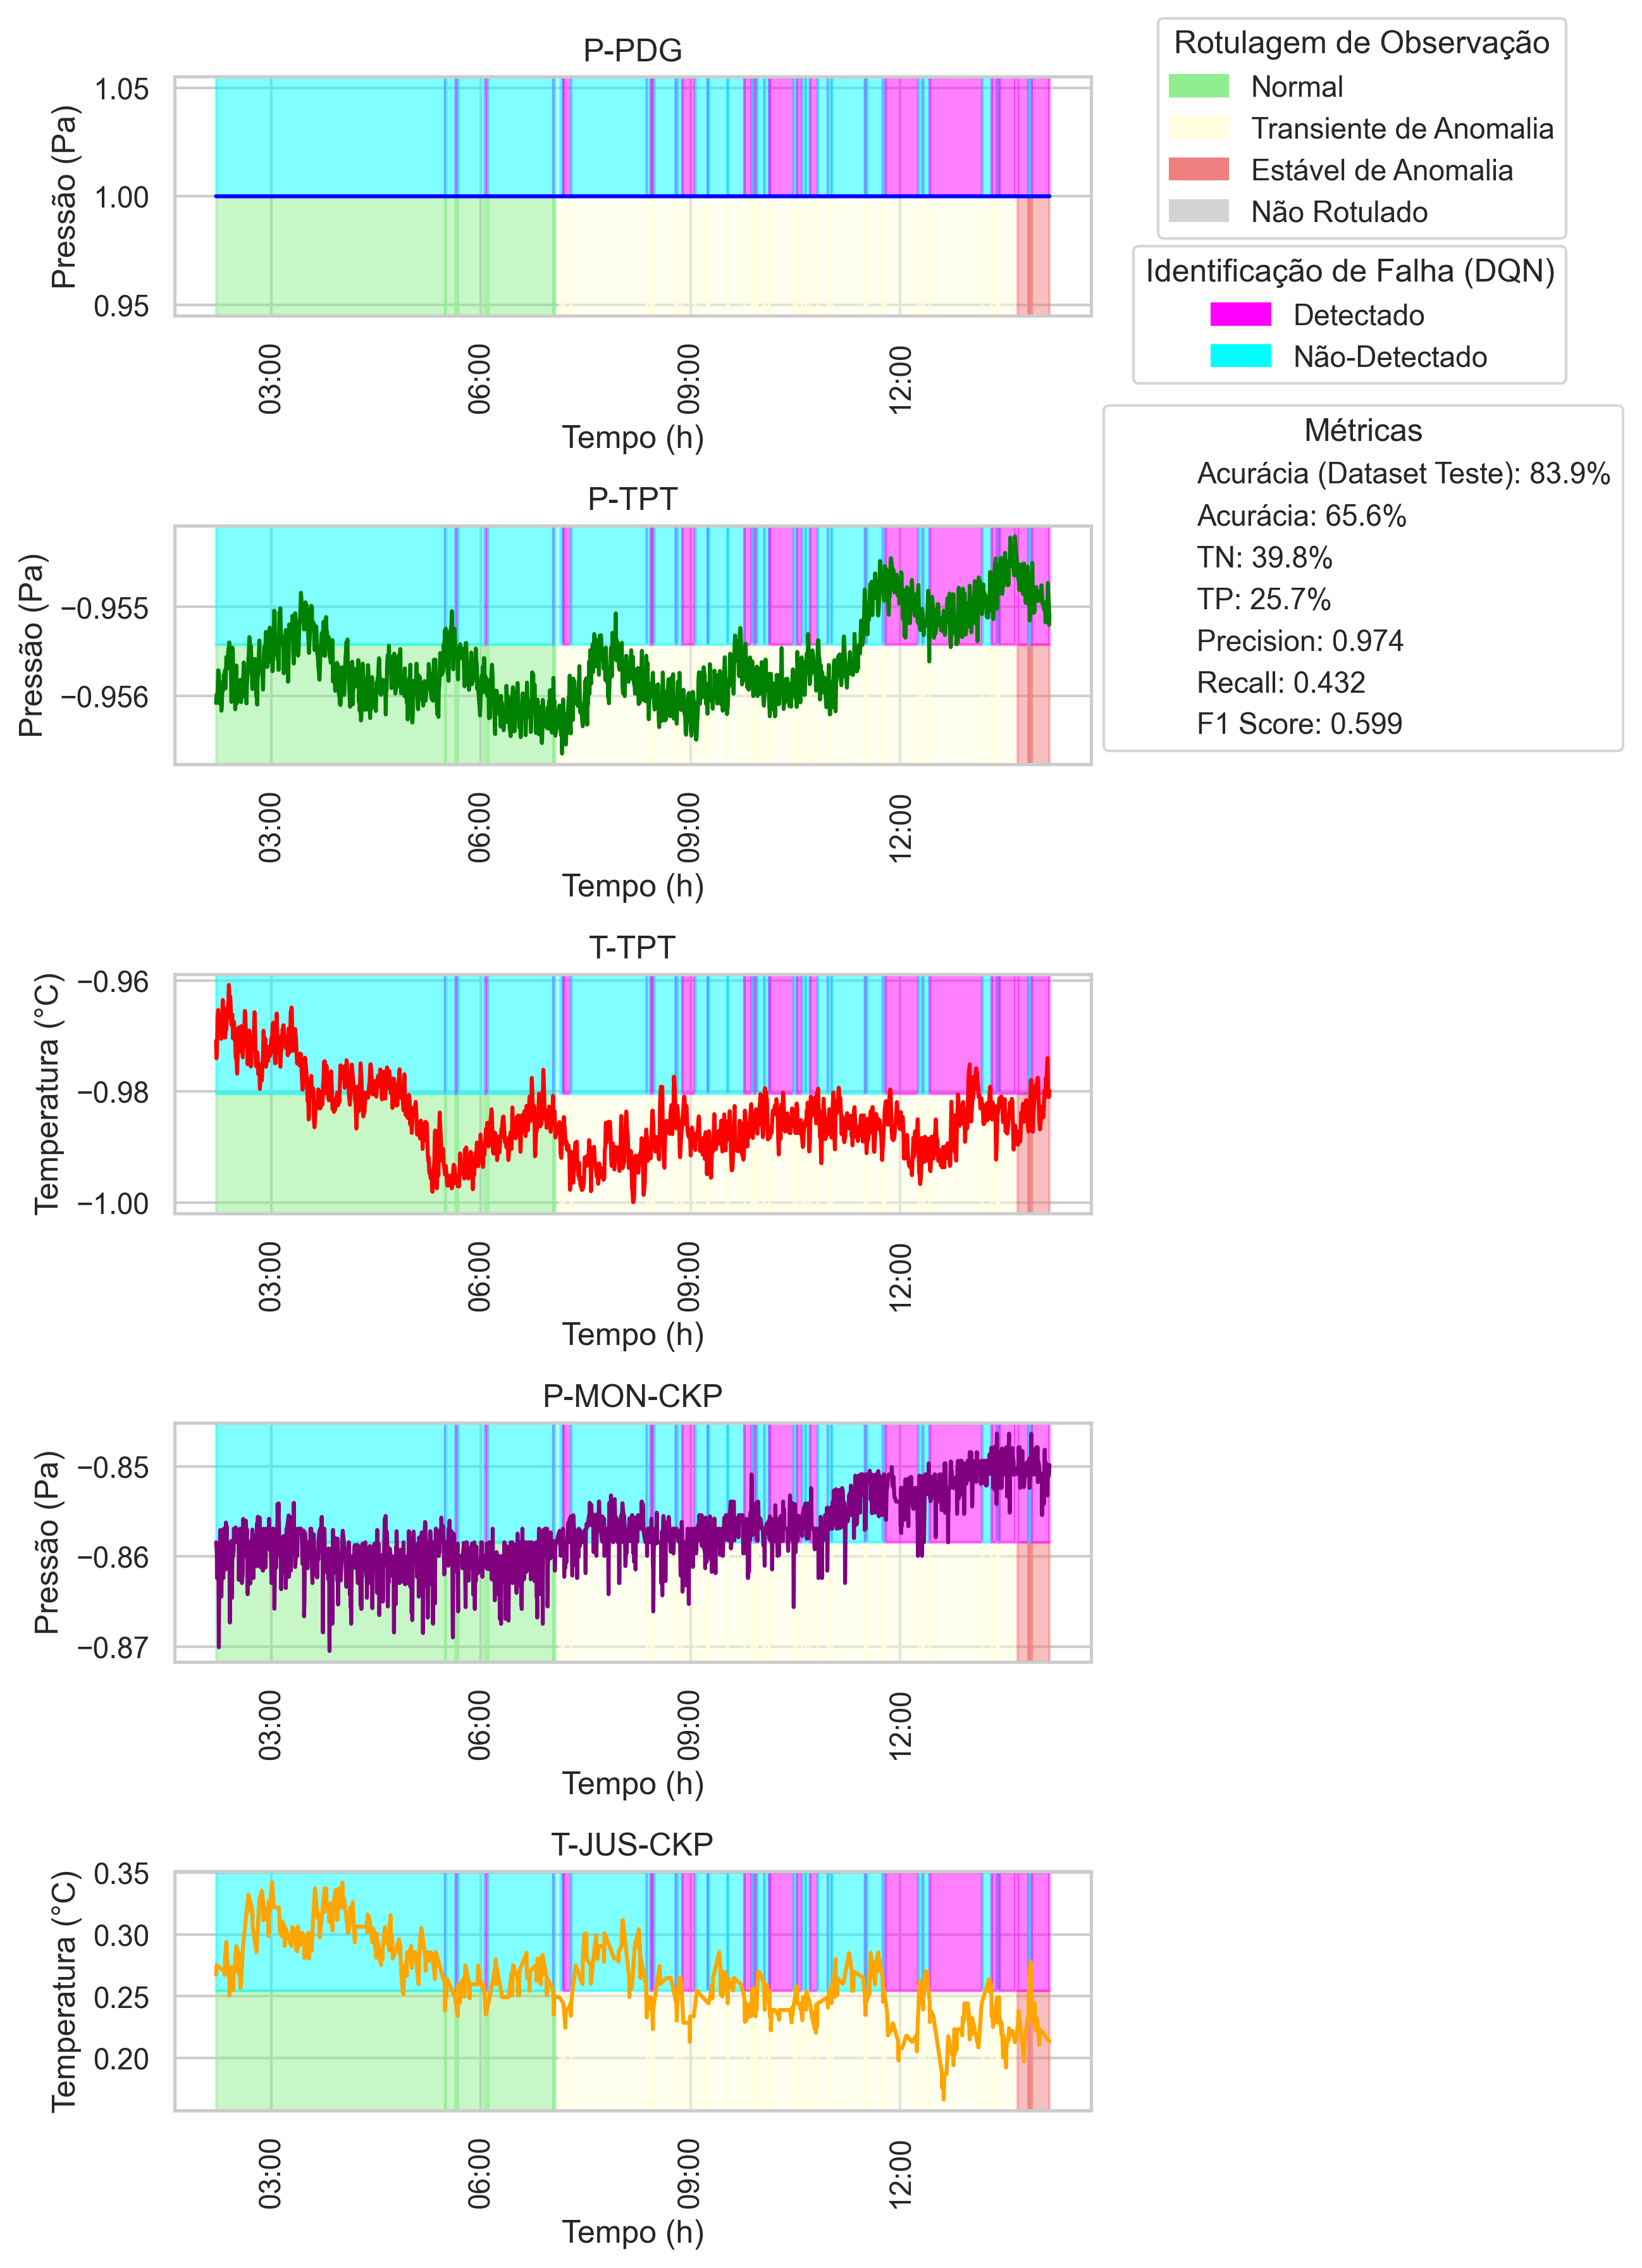 P-PDG
Pressão (Pa)
1.05
1.00
0.95
03:00
06:00
09:00
12:00
Tempo (h)
Rotulagem de Observação
Normal
Transiente de Anomalia
Estável de Anomalia
Não Rotulado
Identificação de Falha (DQN)
Detectado
Não-Detectado
Métricas
Acurácia (Dataset Teste): 83.9%
Acurácia: 65.6%
TN: 39.8%
TP: 25.7%
Precision: 0.974
Recall: 0.432
F1 Score: 0.599
P-TPT
Pressão (Pa)
−0.955
−0.956
03:00
06:00
09:00
12:00
Tempo (h)
T-TPT
Temperatura (°C)
−0.96
−0.98
−1.00
03:00
06:00
09:00
12:00
Tempo (h)
P-MON-CKP
Pressão (Pa)
−0.85
−0.86
−0.87
03:00
06:00
09:00
12:00
Tempo (h)
T-JUS-CKP
Temperatura (°C)
0.35
0.30
0.25
0.20
03:00
06:00
09:00
12:00
Tempo (h)